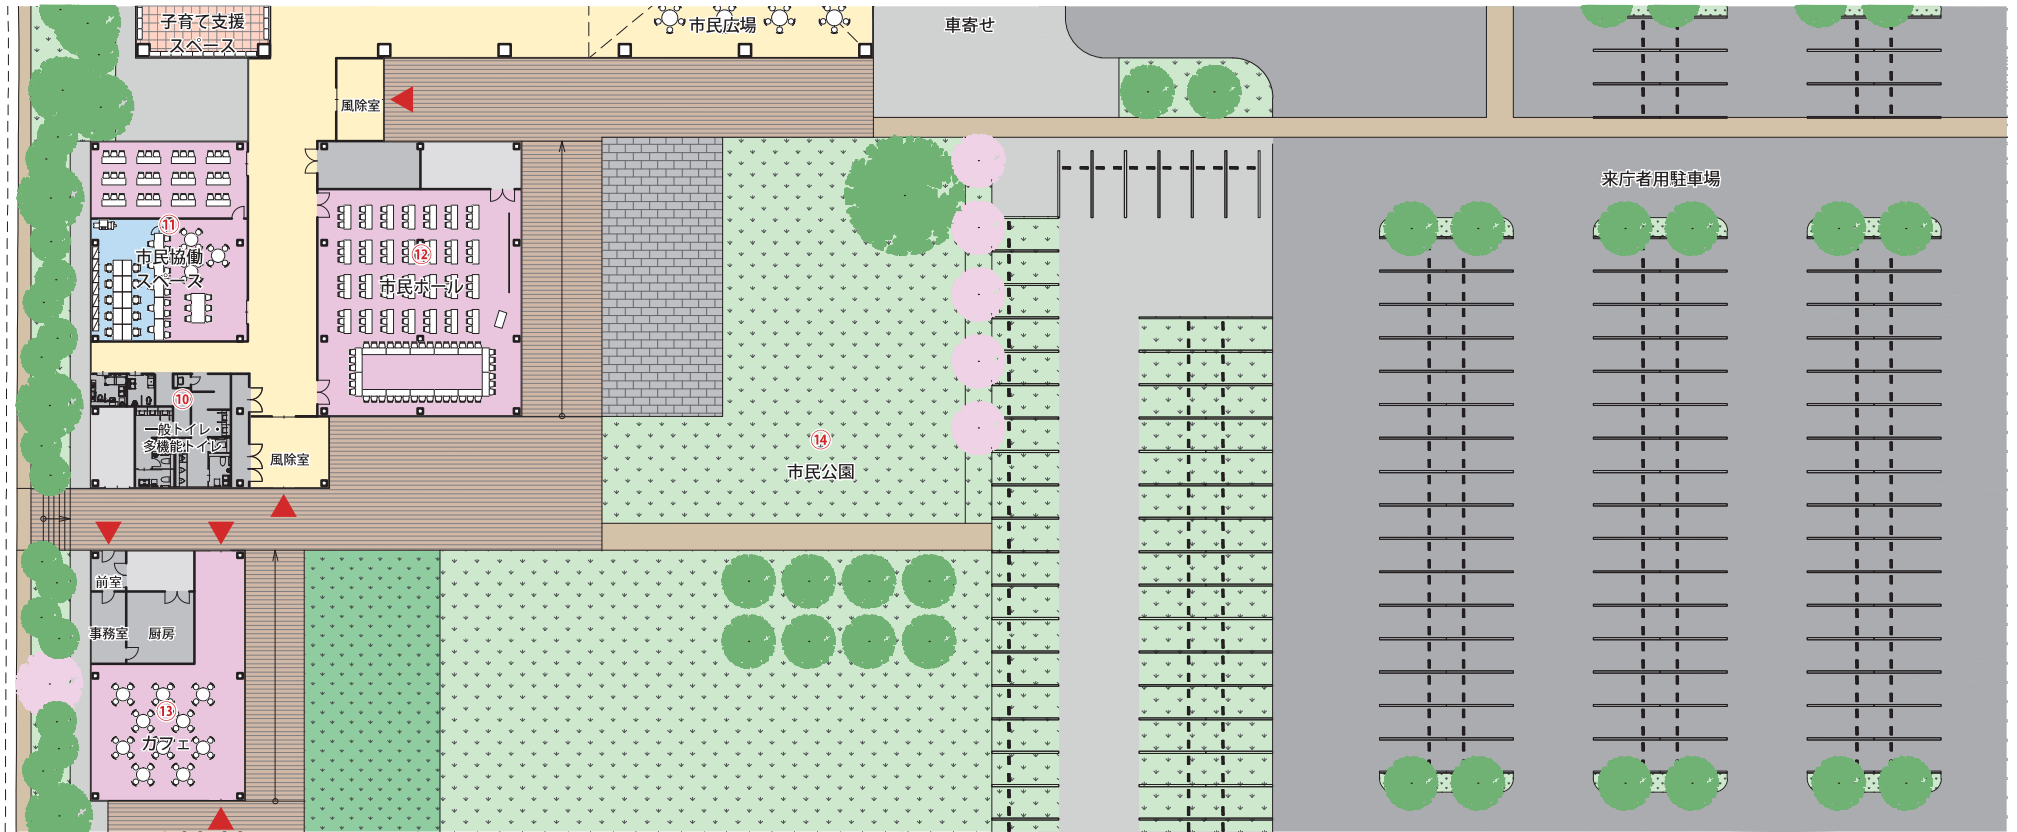 子育て支援
スペース
市民広場
車寄せ
風除室
来庁者用駐車場
11
市民協働
スペース
12
市民ホール
10
一般トイレ・
多機能トイレ
風除室
14
市民公園
前室
事務室
厨房
13
カフェ